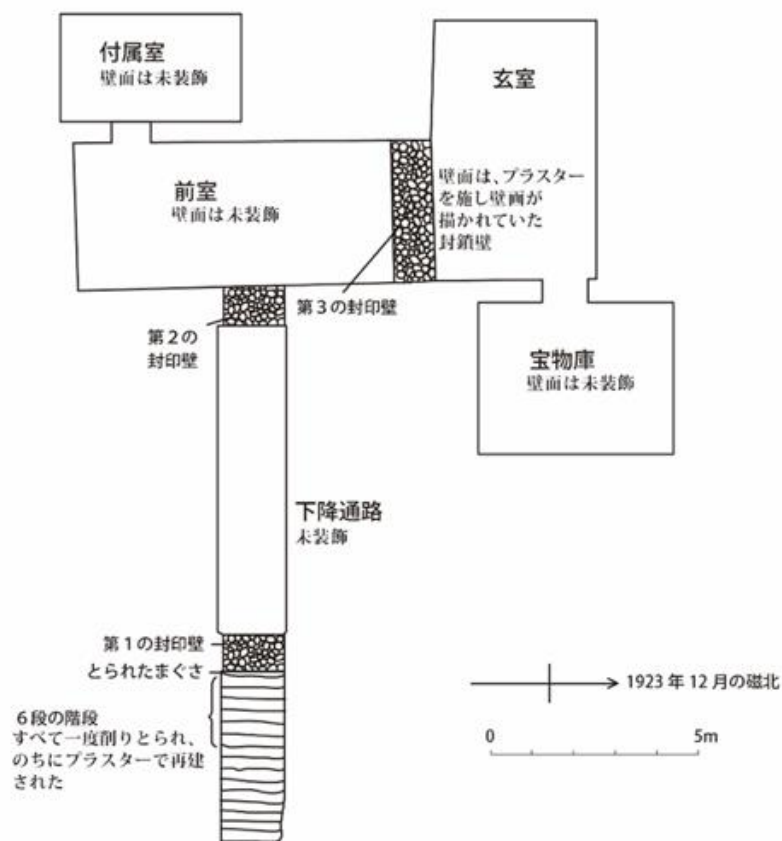 付属室
壁面は未装飾
玄室
壁面は、プラスター
を施し壁画が
描かれていた
封鎖壁
前室
壁面は未装飾
第3の封印壁
第2の
封印壁
宝物庫
壁面は未装飾
下降通路
未装飾
第1の封印壁
とられたまぐさ
6段の階段
すべて一度削りとられ、
のちにプラスターで再建
された
1923年12月の磁北
0 5m